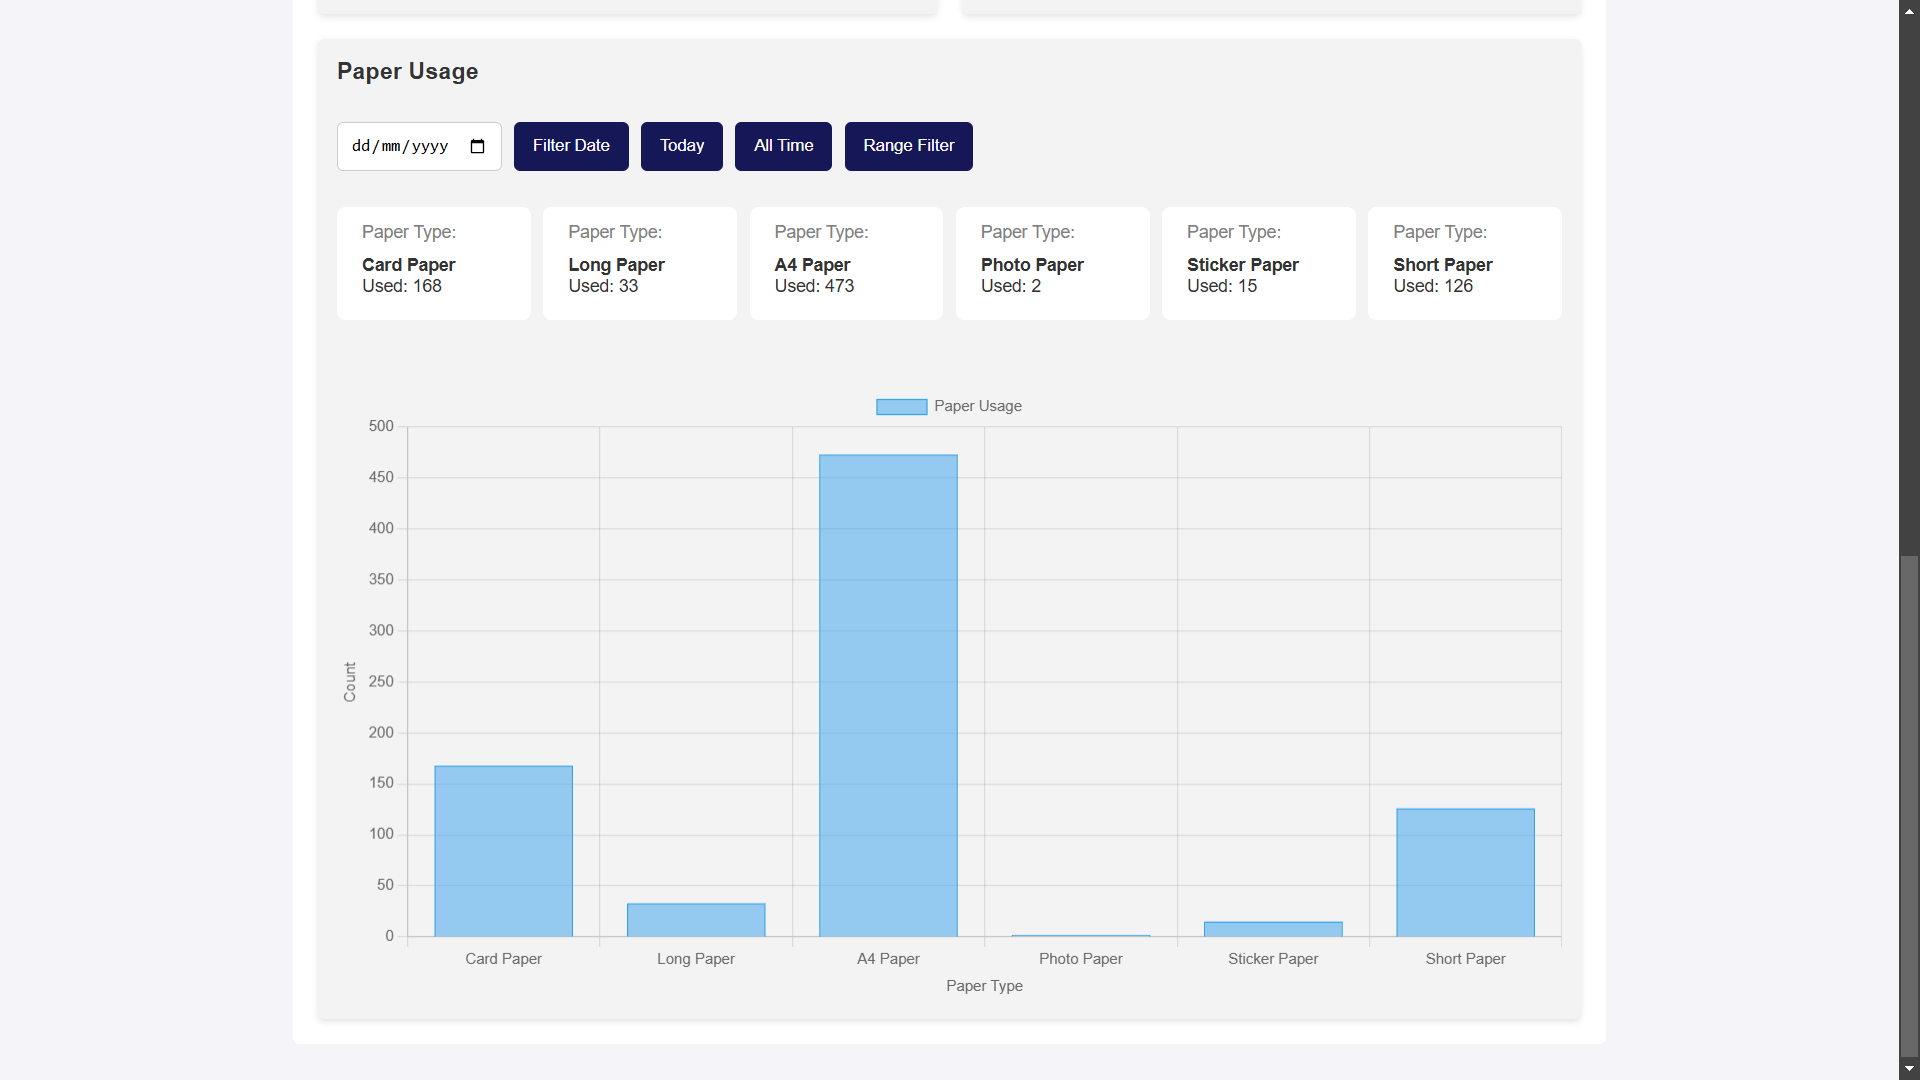 Paper Usage
dd/mm/yyyy Filter Date Today All Time Range Filter
Paper Type:
Card Paper
Used: 168
Paper Type:
Long Paper
Used: 33
Paper Type:
A4 Paper
Used: 473
Paper Type:
Photo Paper
Used: 2
Paper Type:
Sticker Paper
Used: 15
Paper Type:
Short Paper
Used: 126
Paper Usage
500
450
400
350
300
250
200
150
100
50
0
Count
Card Paper Long Paper A4 Paper Photo Paper Sticker Paper Short Paper
Paper Type